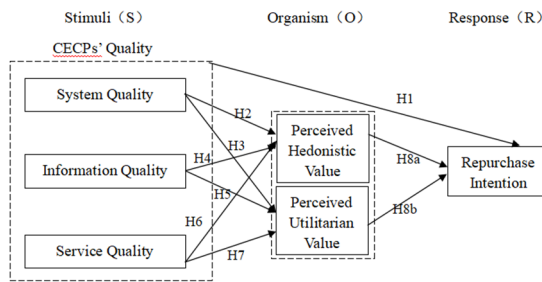 Stimuli（S）
Organism（O）
Response（R）
CECPs' Quality
System Quality
Information Quality
Service Quality
H1
H2
H3
H4
H5
H6
H7
Perceived
Hedonistic
Value
Perceived
Utilitarian
Value
H8a
H8b
Repurchase
Intention